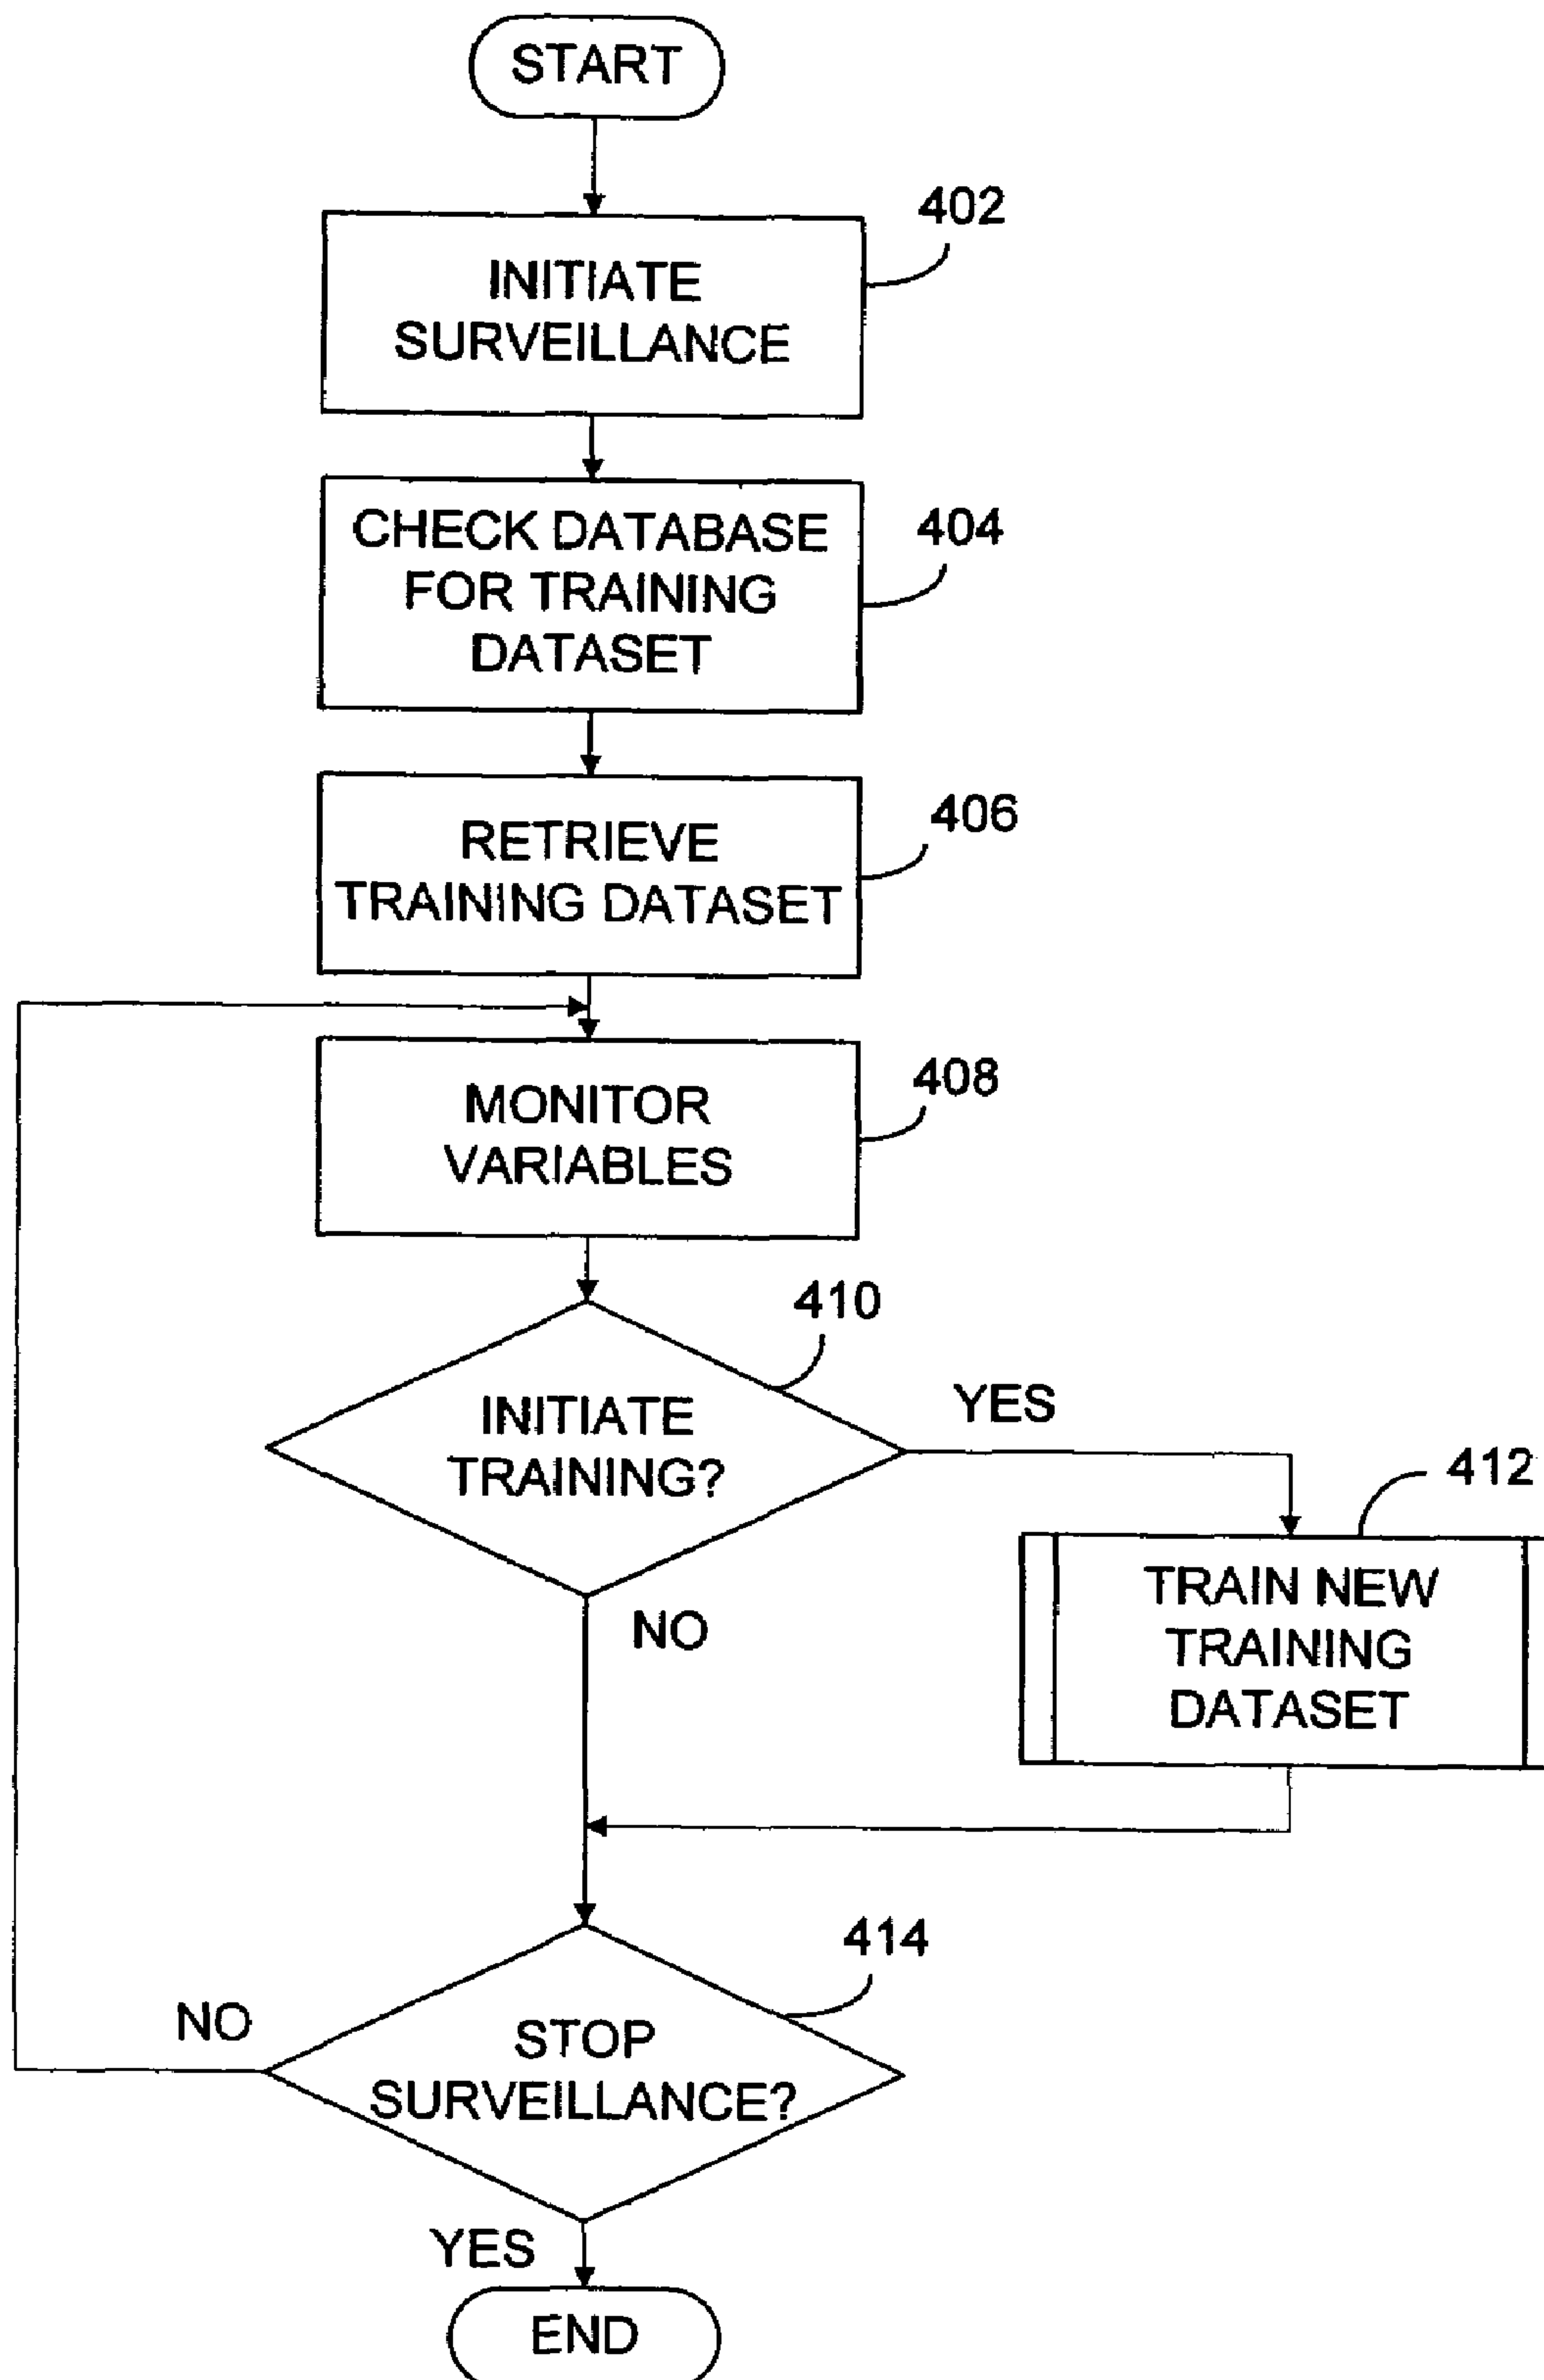 START
402
INITIATE
SURVEILLANCE
404
CHECK DATABASE
FOR TRAINING
DATASET
406
RETRIEVE
TRAINING DATASET
408
MONITOR
VARIABLES
410
INITIATE
TRAINING?
YES
412
TRAIN NEW
TRAINING
DATASET
NO
414
STOP
SURVEILLANCE?
NO
YES
END